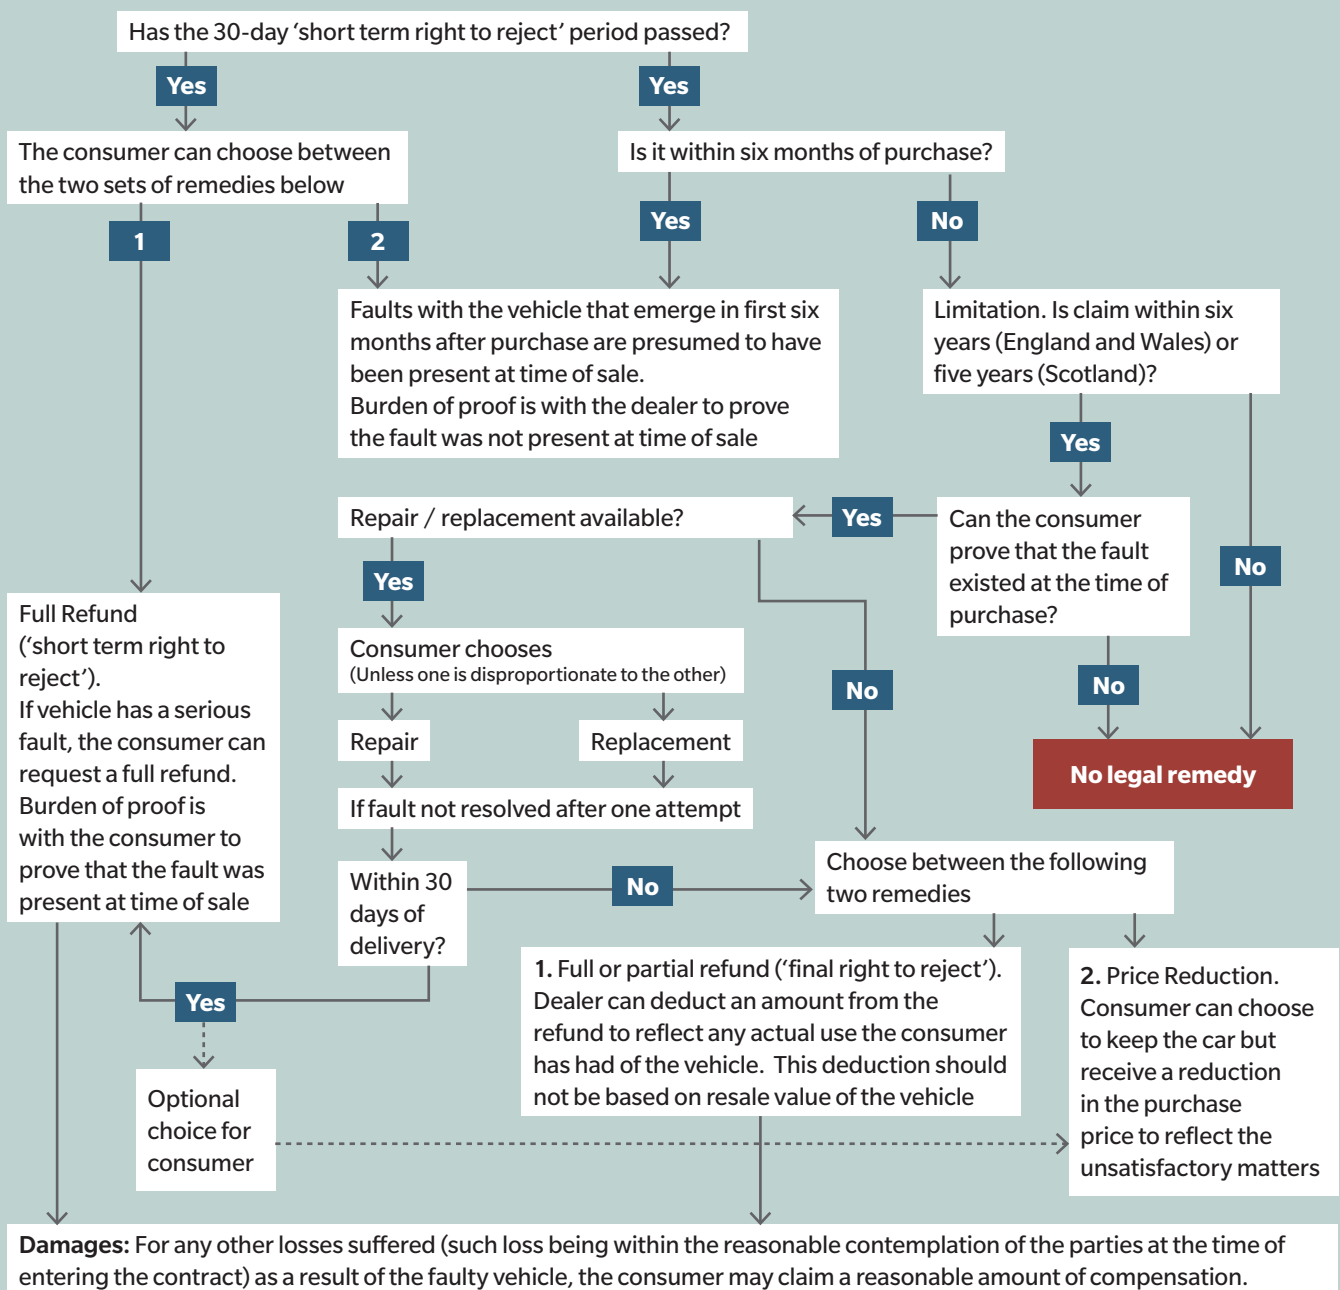 Has the 30-day ‘short term right to reject’ period passed?
Yes
Yes
The consumer can choose between
the two sets of remedies below
Is it within six months of purchase?
1
2
Yes
No
Faults with the vehicle that emerge in first six
months after purchase are presumed to have
been present at time of sale.
Burden of proof is with the dealer to prove
the fault was not present at time of sale
Limitation. Is claim within six
years (England and Wales) or
five years (Scotland)?
Yes
No
Repair / replacement available?
Yes
Can the consumer
prove that the fault
existed at the time of
purchase?
Yes
No
No
No legal remedy
Full Refund
(‘short term right to
reject’).
If vehicle has a serious
fault, the consumer can
request a full refund.
Burden of proof is
with the consumer to
prove that the fault was
present at time of sale
Consumer chooses
(Unless one is disproportionate to the other)
Repair
Replacement
If fault not resolved after one attempt
Within 30
days of
delivery?
No
Choose between the following
two remedies
Yes
Optional
choice for
consumer
1. Full or partial refund (‘final right to reject’).
Dealer can deduct an amount from the
refund to reflect any actual use the consumer
has had of the vehicle. This deduction should
not be based on resale value of the vehicle
2. Price Reduction.
Consumer can choose
to keep the car but
receive a reduction
in the purchase
price to reflect the
unsatisfactory matters
Damages: For any other losses suffered (such loss being within the reasonable contemplation of the parties at the time of
entering the contract) as a result of the faulty vehicle, the consumer may claim a reasonable amount of compensation.